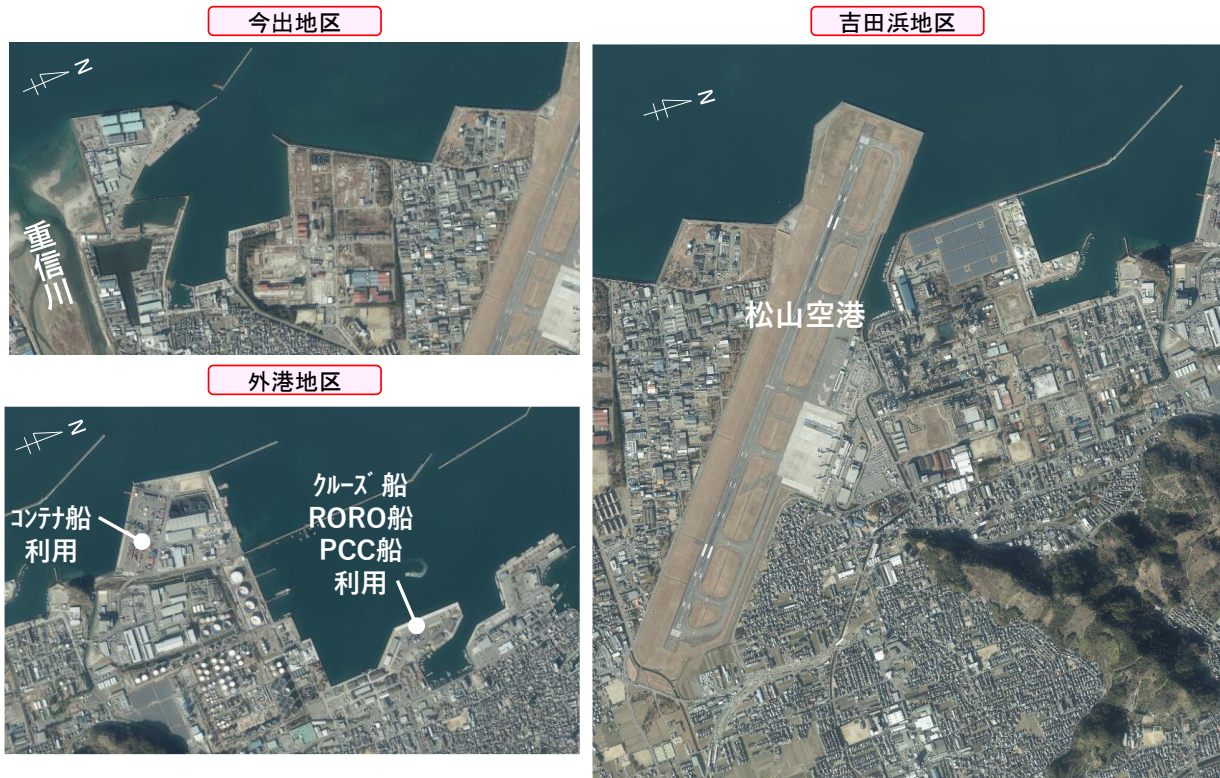 今出地区
N
重信川
外港地区
N
コンテナ船
利用
クルーズ船
RORO船
PCC船
利用
吉田浜地区
N
松山空港